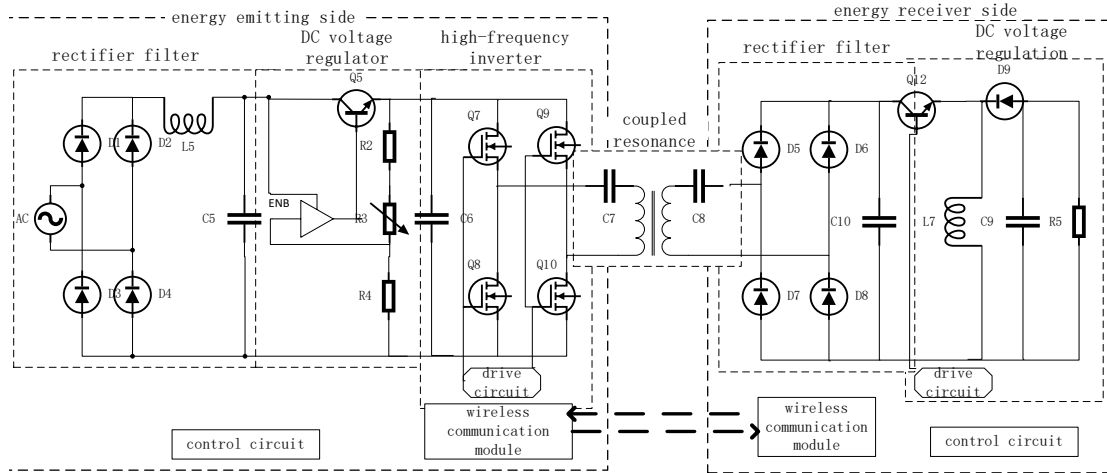 energy emitting side
energy receiver side
rectifier filter
DC voltage
regulator
high-frequency
inverter
coupled
resonance
rectifier filter
DC voltage
regulation
Q5
Q7
Q9
Q12
D9
D1
D2
L5
R2
D5
D6
AC
C5
ENB
R3
C6
C7
C8
C10
L7
C9
R5
D3
D4
R4
Q8
Q10
D7
D8
drive
circuit
drive
circuit
wireless
communication
module
wireless
communication
module
control circuit
control circuit